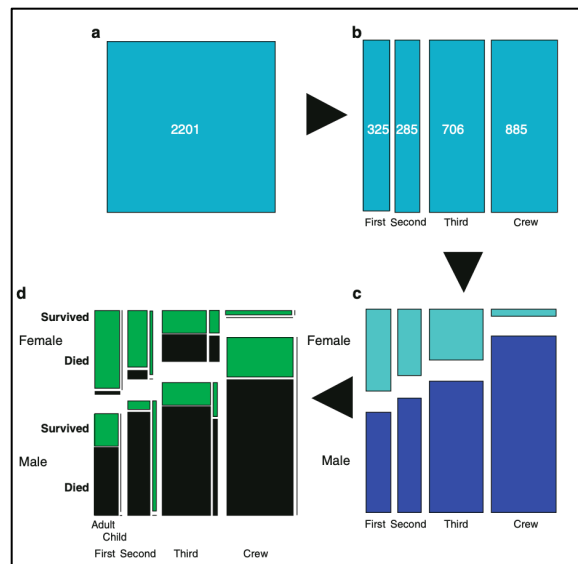 a
2201
b
325 285 706 885
First Second Third Crew
d
Survived
Female
Died
Survived
Male
Died
Adult
Child
First Second Third Crew
c
Female
Male
First Second Third Crew